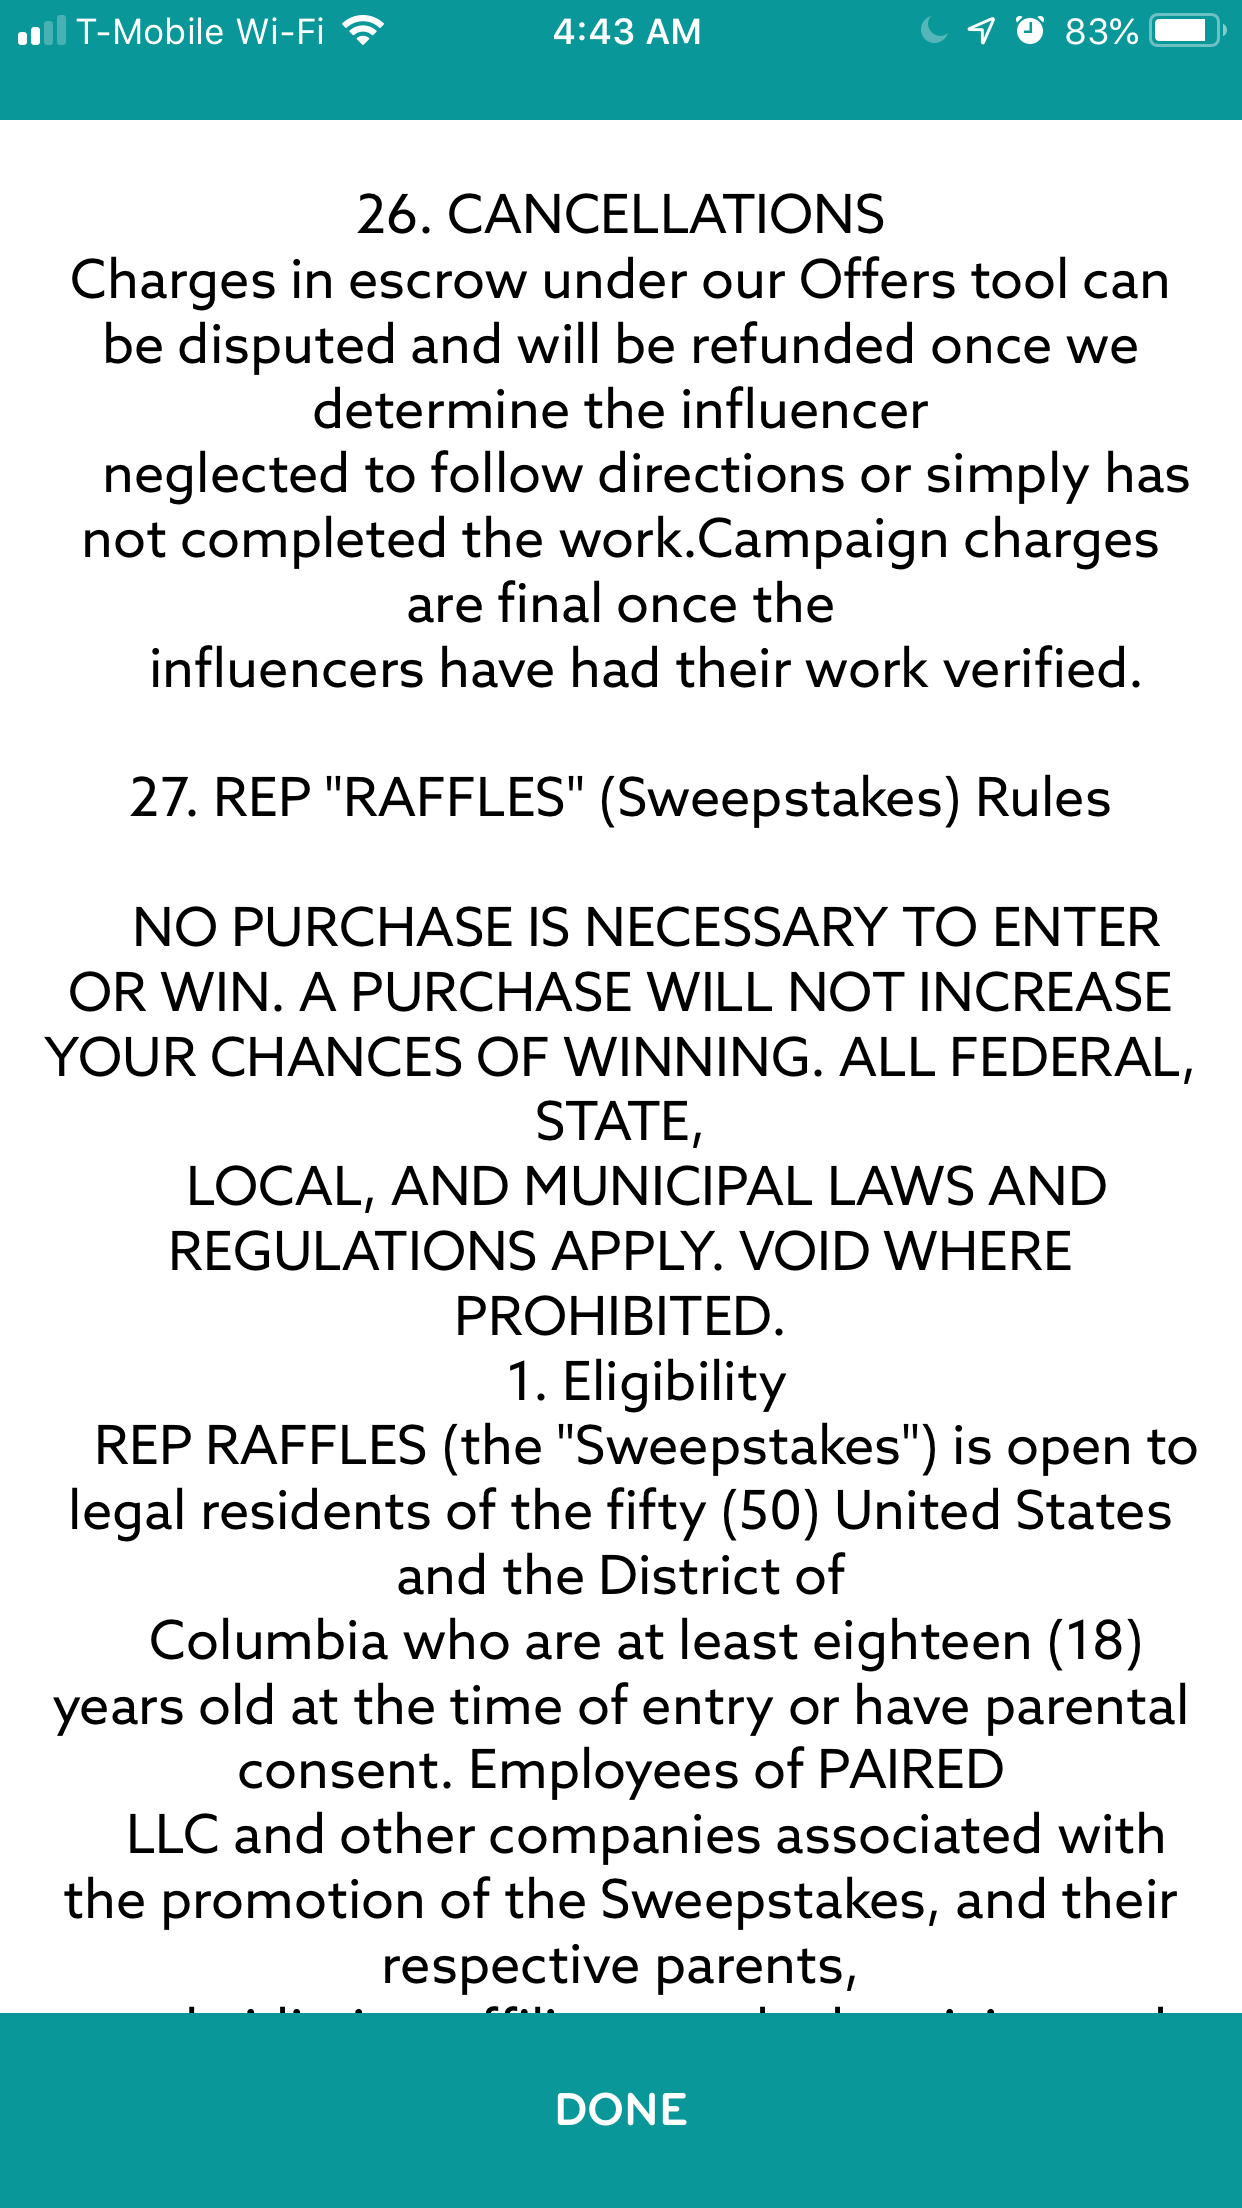 T-Mobile Wi-Fi 4:43 AM 83%
26. CANCELLATIONS
Charges in escrow under our Offers tool can
be disputed and will be refunded once we
determine the influencer
neglected to follow directions or simply has
not completed the work.Campaign charges
are final once the
influencers have had their work verified.
27. REP "RAFFLES" (Sweepstakes) Rules
NO PURCHASE IS NECESSARY TO ENTER
OR WIN. A PURCHASE WILL NOT INCREASE
YOUR CHANCES OF WINNING. ALL FEDERAL,
STATE,
LOCAL, AND MUNICIPAL LAWS AND
REGULATIONS APPLY. VOID WHERE
PROHIBITED.
1. Eligibility
REP RAFFLES (the "Sweepstakes") is open to
legal residents of the fifty (50) United States
and the District of
Columbia who are at least eighteen (18)
years old at the time of entry or have parental
consent. Employees of PAIRED
LLC and other companies associated with
the promotion of the Sweepstakes, and their
respective parents,
DONE